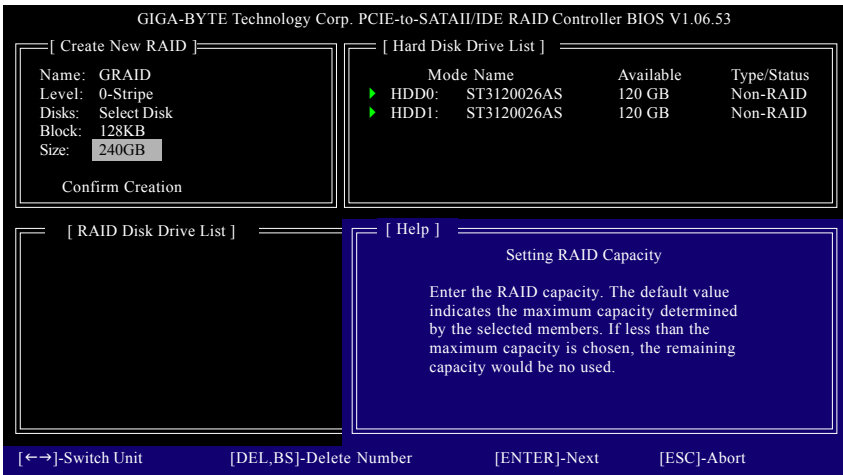 GIGA-BYTE Technology Corp. PCIE-to-SATAII/IDE RAID Controller BIOS V1.06.53
[ Create New RAID ]
Name: GRAID
Level: 0-Stripe
Disks: Select Disk
Block: 128KB
Size: 240GB
Confirm Creation
[ Hard Disk Drive List ]
Mode Name Available Type/Status
HDD0: ST3120026AS 120 GB Non-RAID
HDD1: ST3120026AS 120 GB Non-RAID
[ RAID Disk Drive List ]
[ Help ]
Setting RAID Capacity
Enter the RAID capacity. The default value
indicates the maximum capacity determined
by the selected members. If less than the
maximum capacity is chosen, the remaining
capacity would be no used.
[←→]-Switch Unit [DEL,BS]-Delete Number [ENTER]-Next [ESC]-Abort